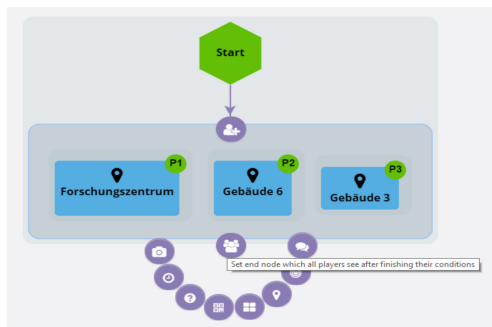 Start
P1
P2
P3
Forschungszentrum
Gebäude 6
Gebäude 3
Set end node which all players see after finishing their conditions